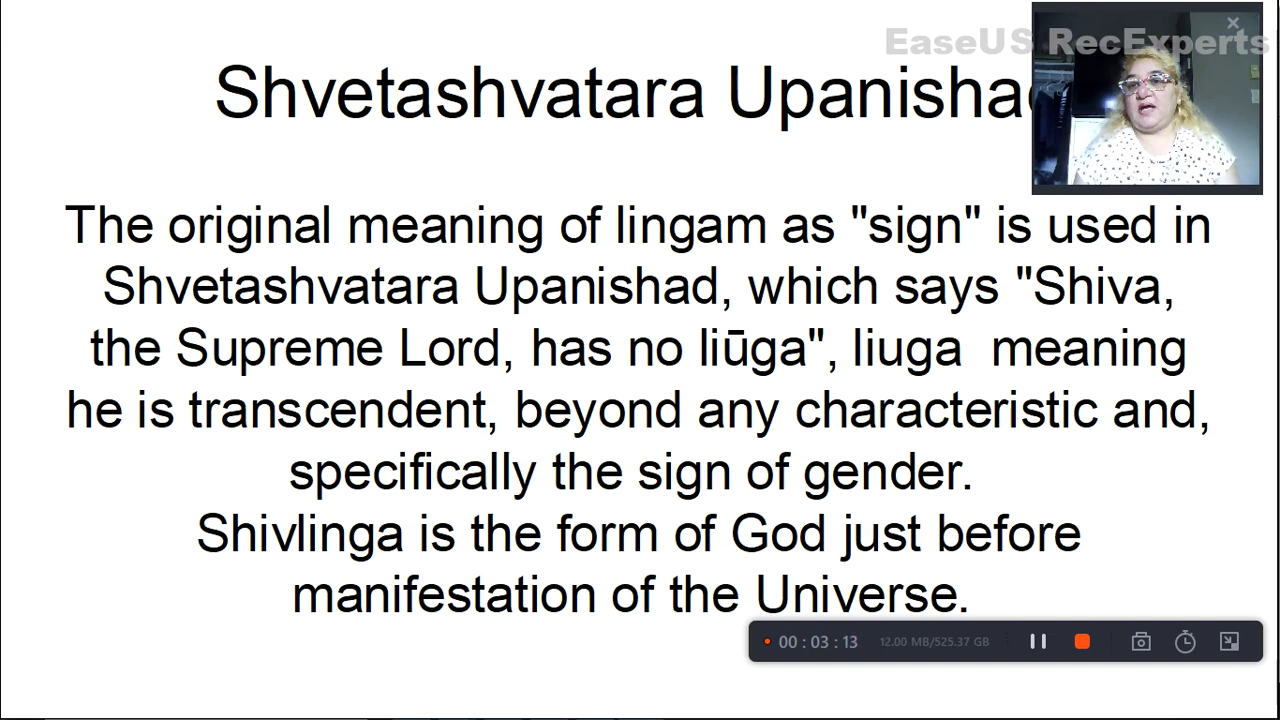 EaseUS RecExperts
Shvetashvatara Upanishad
The original meaning of lingam as "sign" is used in
Shvetashvatara Upanishad, which says "Shiva,
the Supreme Lord, has no liūga", liuga meaning
he is transcendent, beyond any characteristic and,
specifically the sign of gender.
Shivlinga is the form of God just before
manifestation of the Universe.
00 : 03 : 13 12.00 MB/525.37 GB